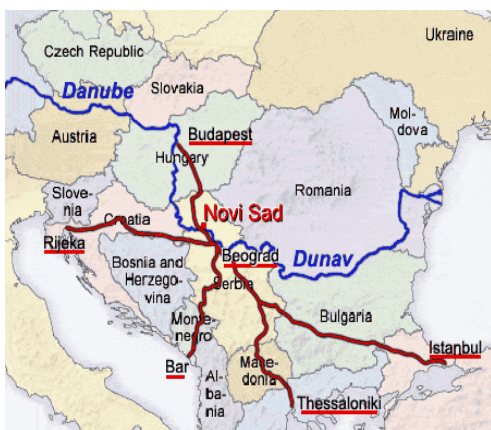 Ukraine
Czech Republic
Danube
Slovakia
Mol-
dova
Austria
Budapest
Hungary
Romania
Slove-
nia
Croatia
Novi Sad
Rijeka
Beograd
Dunav
Bosnia and
Herzego-
vina
Serbia
Monte-
negro
Bulgaria
Istanbul
Bar
Mace-
donia
Al-
ba-
nia
Thessaloniki